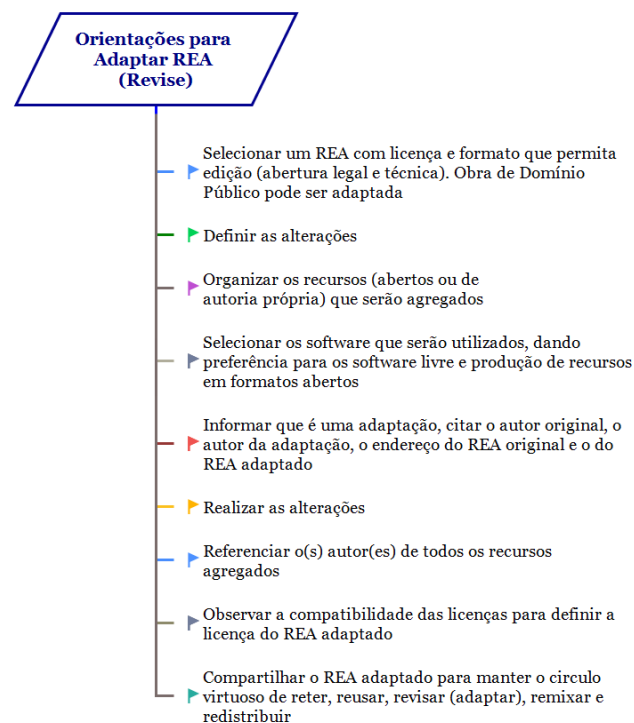 Orientações para
Adaptar REA
(Revise)
Selecionar um REA com licença e formato que permita
edição (abertura legal e técnica). Obra de Domínio
Público pode ser adaptada
Definir as alterações
Organizar os recursos (abertos ou de
autoria própria) que serão agregados
Selecionar os software que serão utilizados, dando
preferência para os software livre e produção de recursos
em formatos abertos
Informar que é uma adaptação, citar o autor original, o
autor da adaptação, o endereço do REA original e o do
REA adaptado
Realizar as alterações
Referenciar o(s) autor(es) de todos os recursos
agregados
Observar a compatibilidade das licenças para definir a
licença do REA adaptado
Compartilhar o REA adaptado para manter o circulo
virtuoso de reter, reusar, revisar (adaptar), remixar e
redistribuir